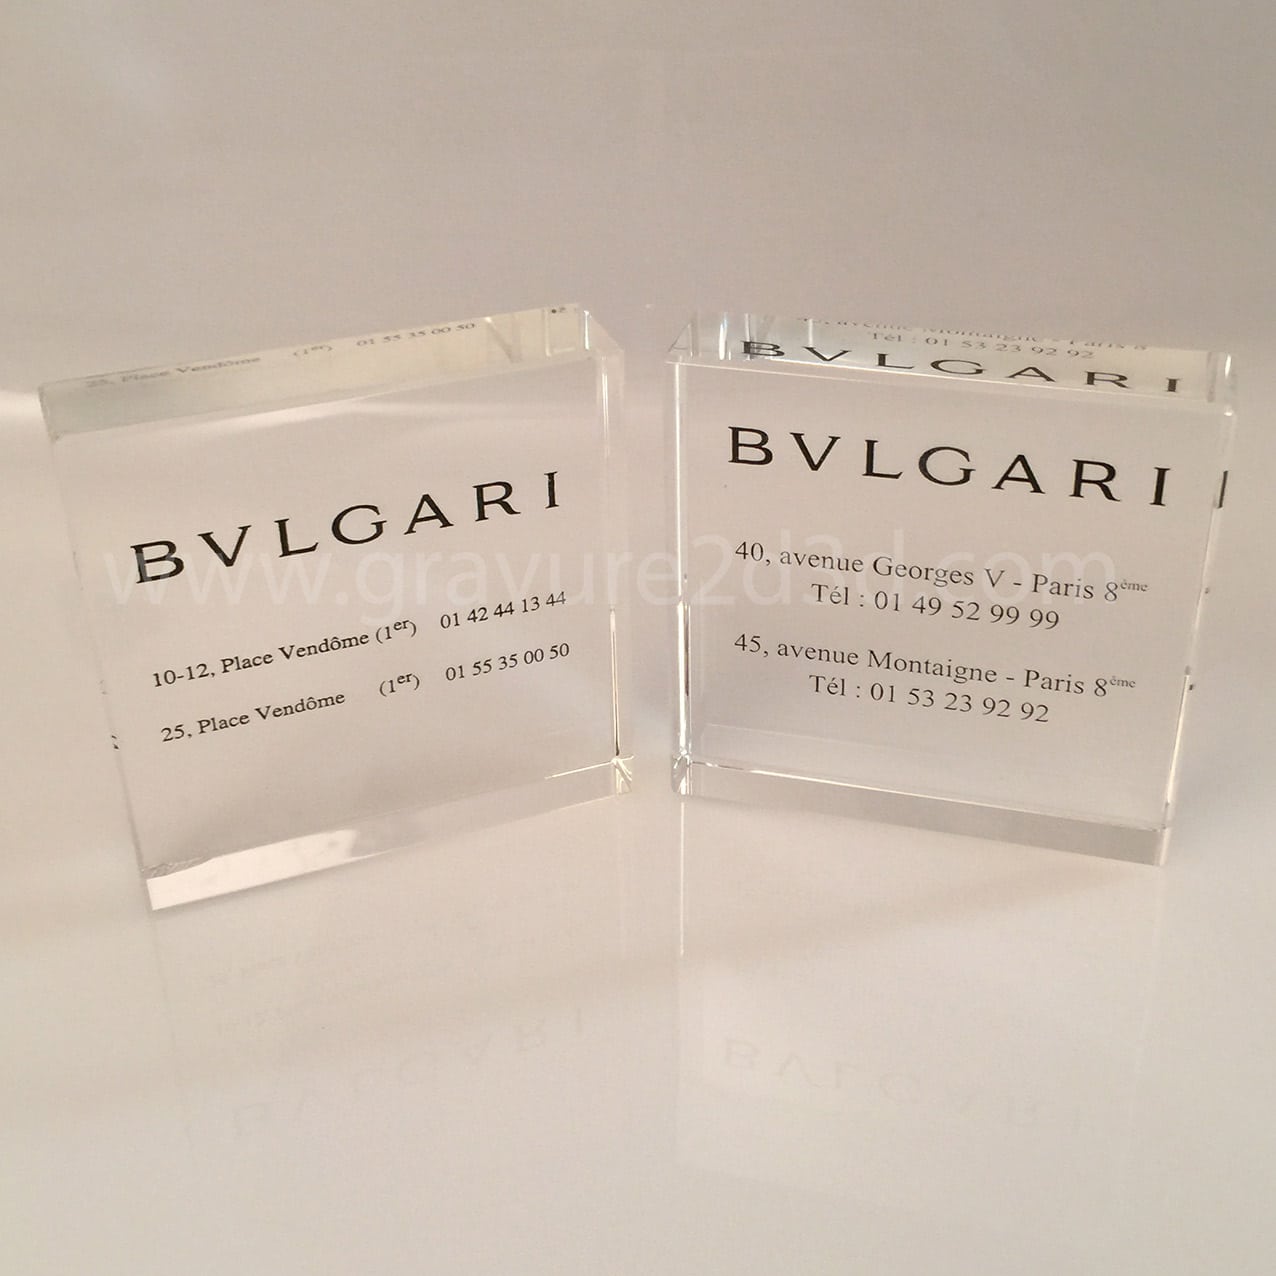 25, Place Vendôme (1er) 01 55 35 00 50
BVLGARI
10-12, Place Vendôme (1er) 01 42 44 13 44
25, Place Vendôme (1er) 01 55 35 00 50
Tél : 01 53 23 92 92
BVLGARI
BVLGARI
40, avenue Georges V - Paris 8ème
Tél : 01 49 52 99 99
45, avenue Montaigne - Paris 8ème
Tél : 01 53 23 92 92
www.gravure2d3d.com